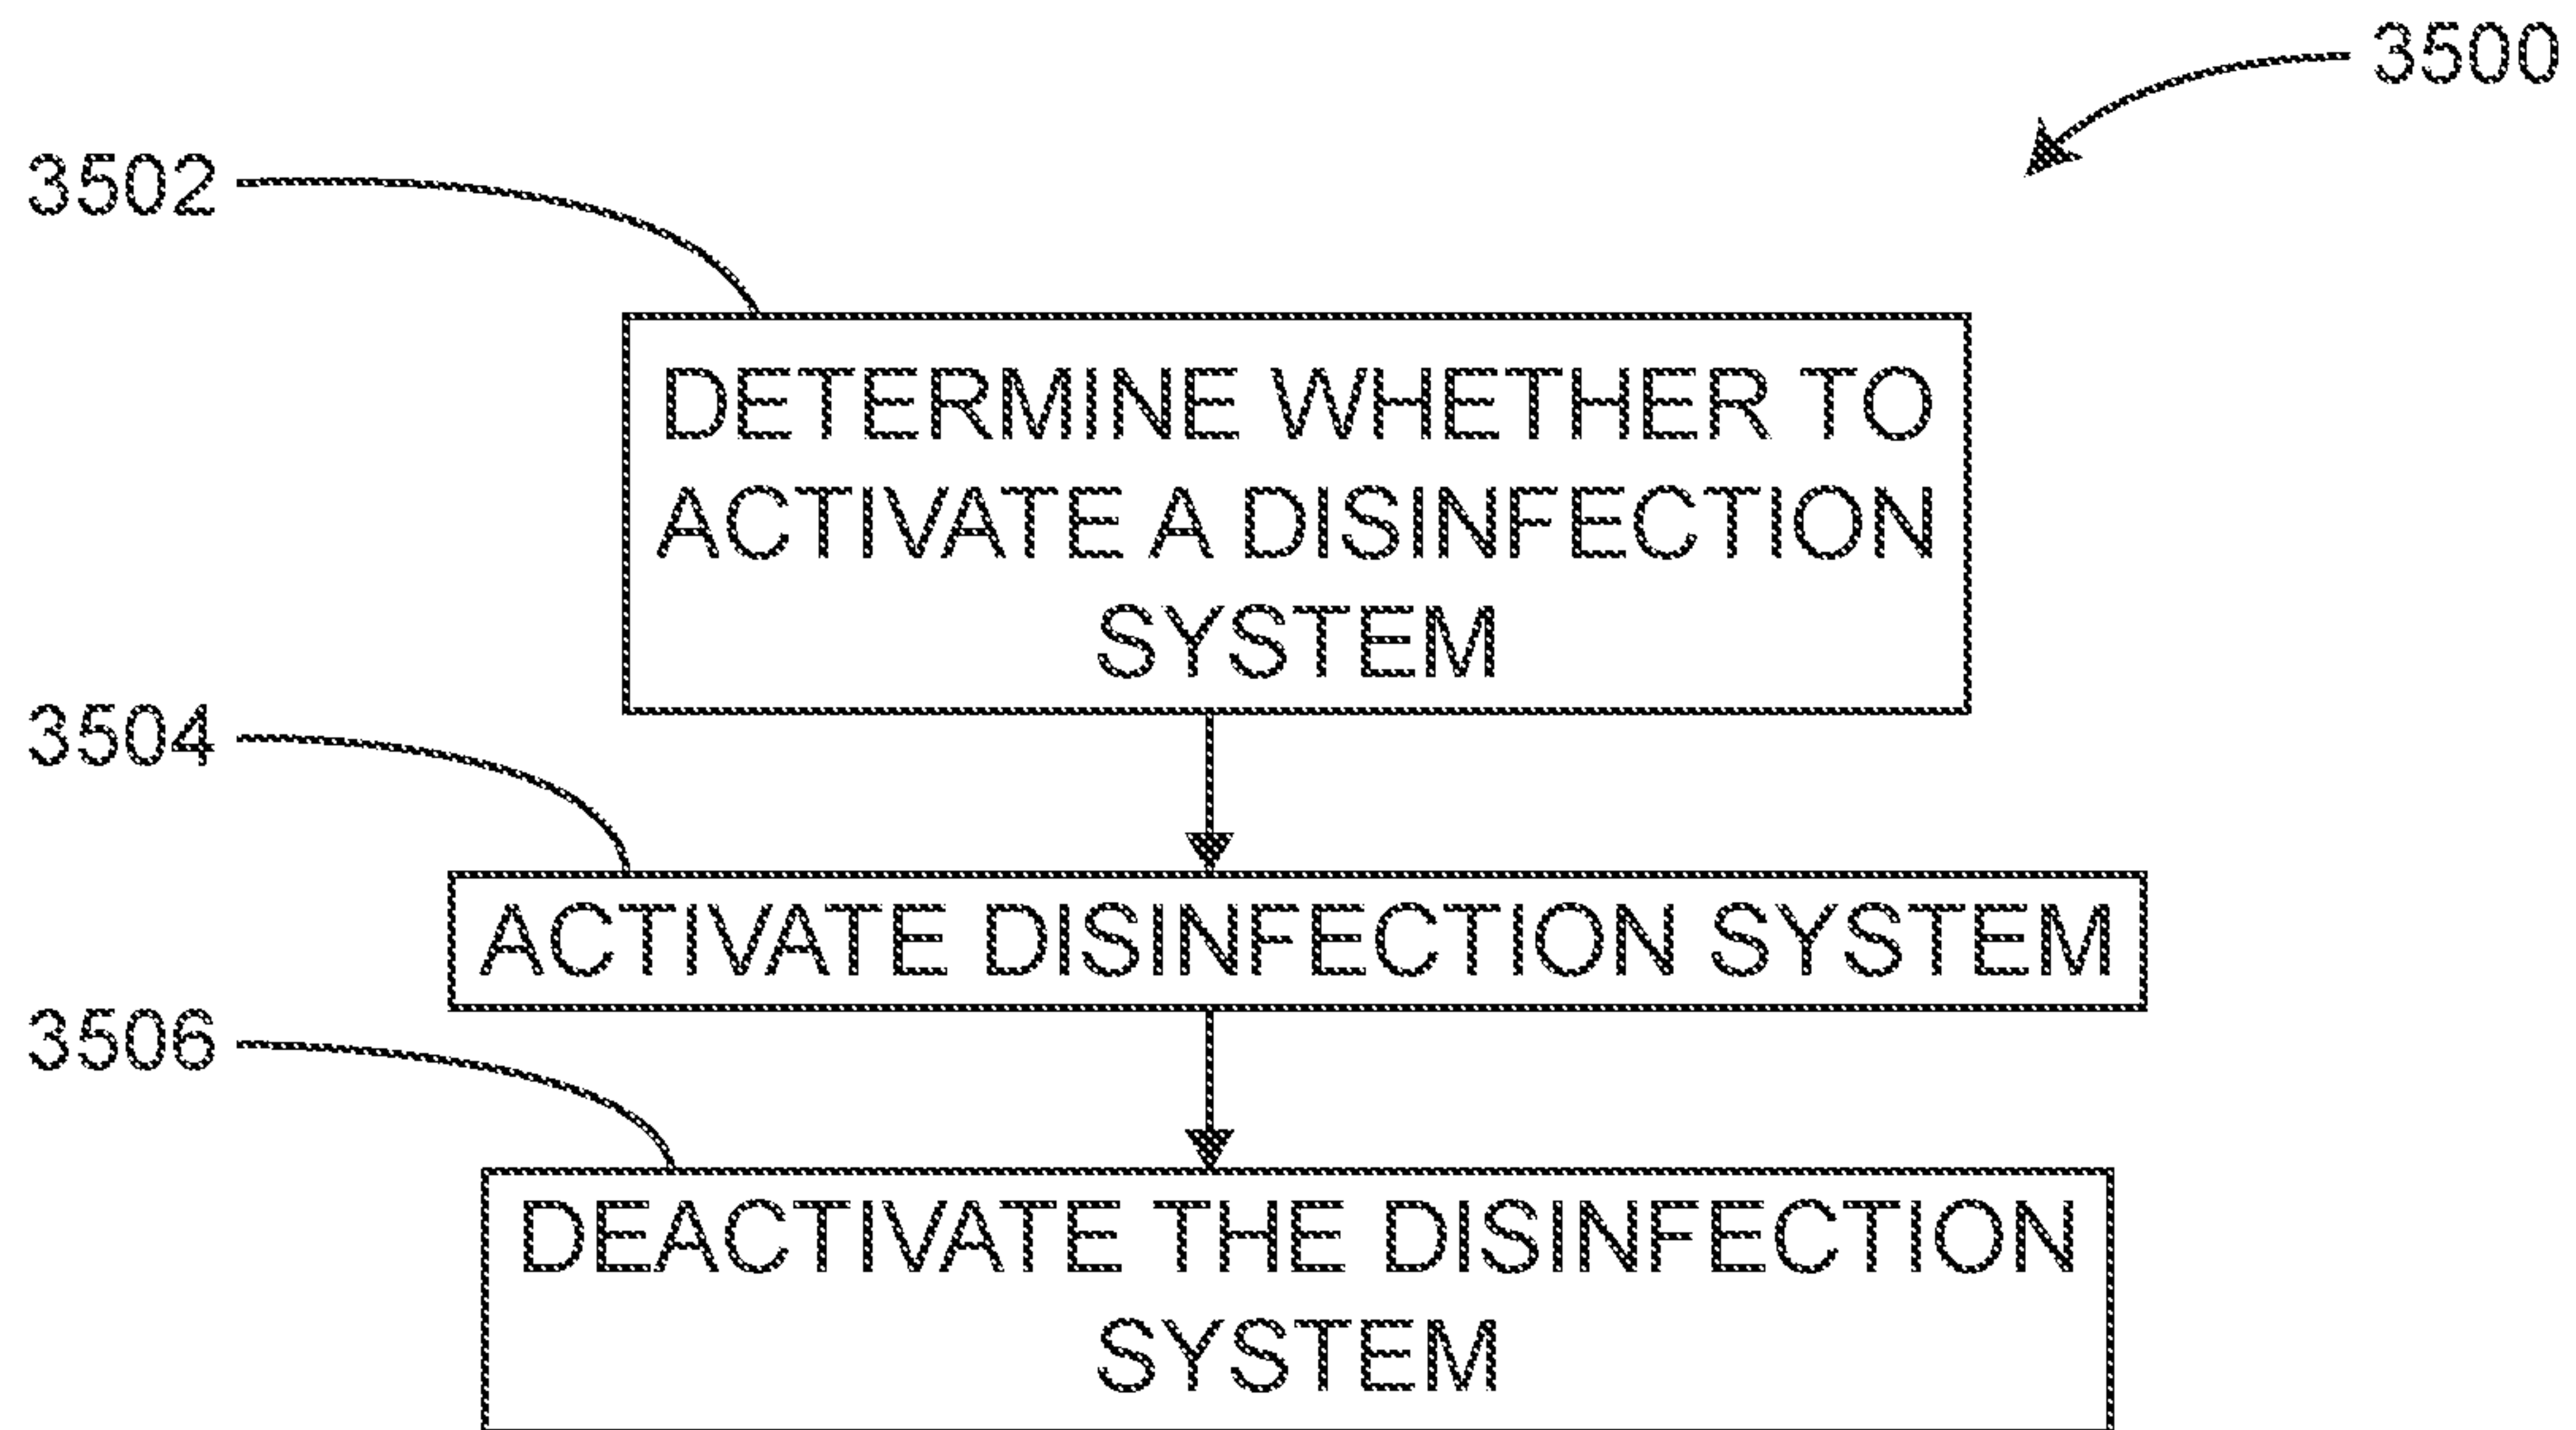 3500
3502
DETERMINE WHETHER TO
ACTIVATE A DISINFECTION
SYSTEM
3504
ACTIVATE DISINFECTION SYSTEM
3506
DEACTIVATE THE DISINFECTION
SYSTEM